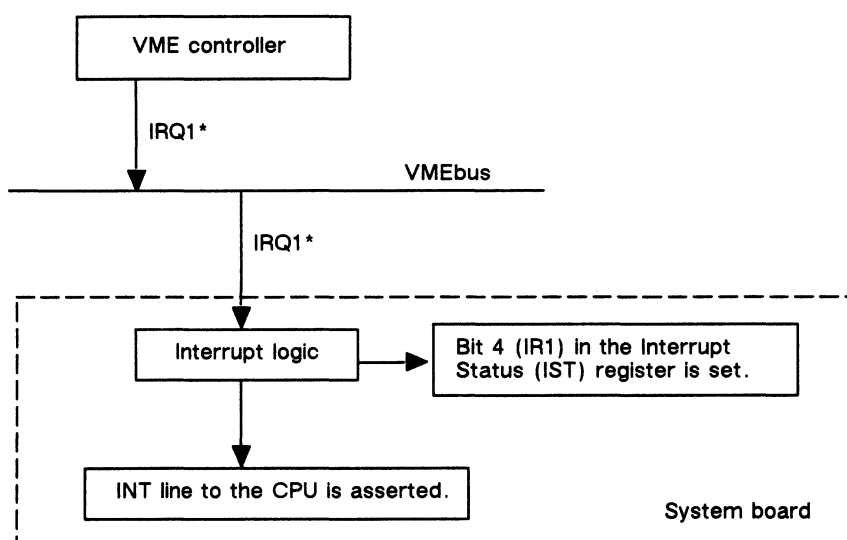 VME controller
IRQ1*
VMEbus
IRQ1*
Interrupt logic
Bit 4 (IR1) in the Interrupt
Status (IST) register is set.
INT line to the CPU is asserted.
System board